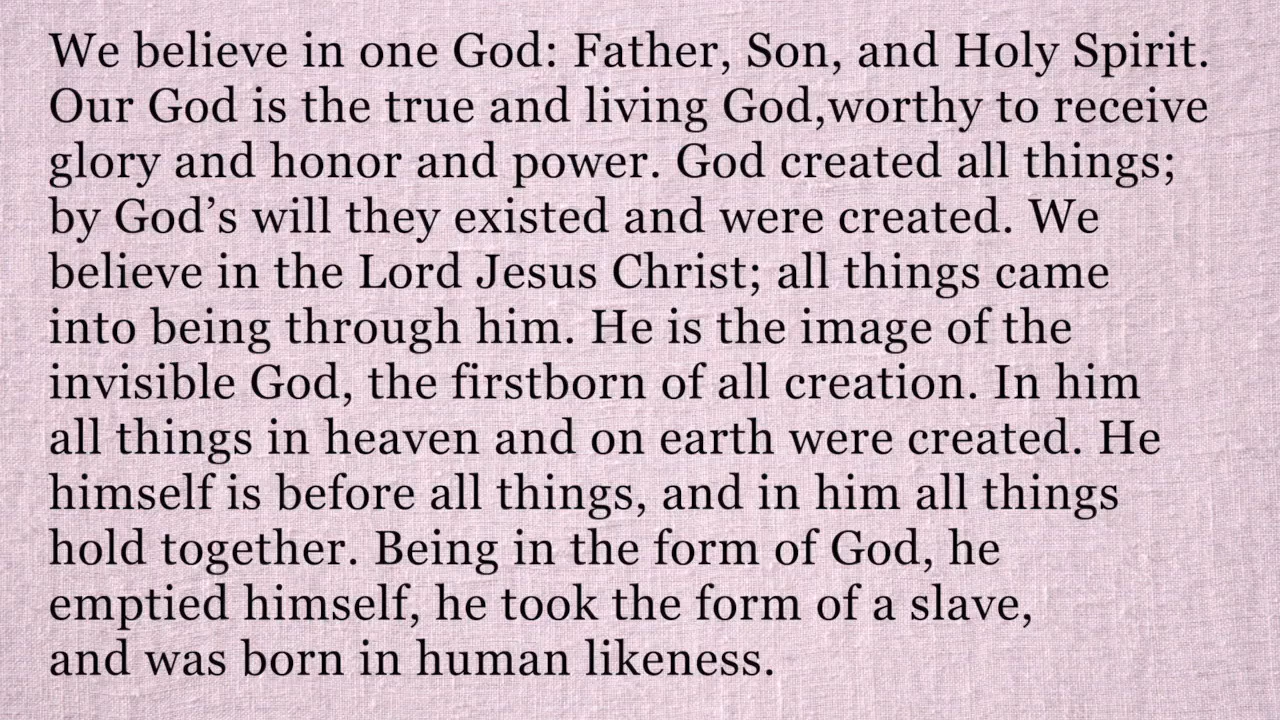 We believe in one God: Father, Son, and Holy Spirit.
Our God is the true and living God,worthy to receive
glory and honor and power. God created all things;
by God’s will they existed and were created. We
believe in the Lord Jesus Christ; all things came
into being through him. He is the image of the
invisible God, the firstborn of all creation. In him
all things in heaven and on earth were created. He
himself is before all things, and in him all things
hold together. Being in the form of God, he
emptied himself, he took the form of a slave,
and was born in human likeness.